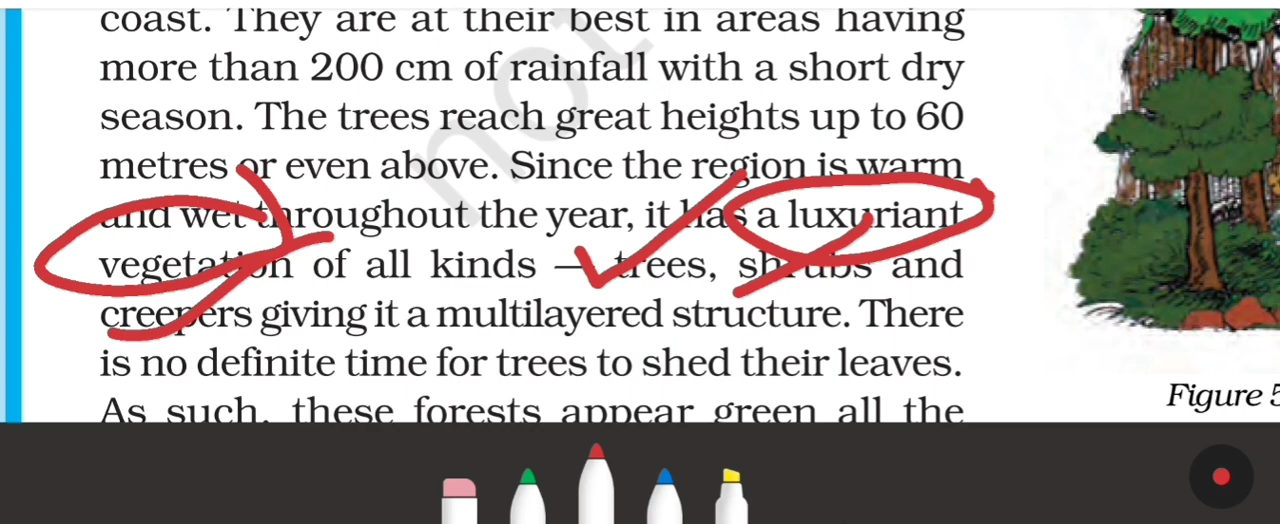 coast. They are at their best in areas having
more than 200 cm of rainfall with a short dry
season. The trees reach great heights up to 60
metres or even above. Since the region is warm
and wet throughout the year, it has a luxuriant
vegetation of all kinds — trees, shrubs and
creepers giving it a multilayered structure. There
is no definite time for trees to shed their leaves.
As such, these forests appear green all the
not
Figure 5